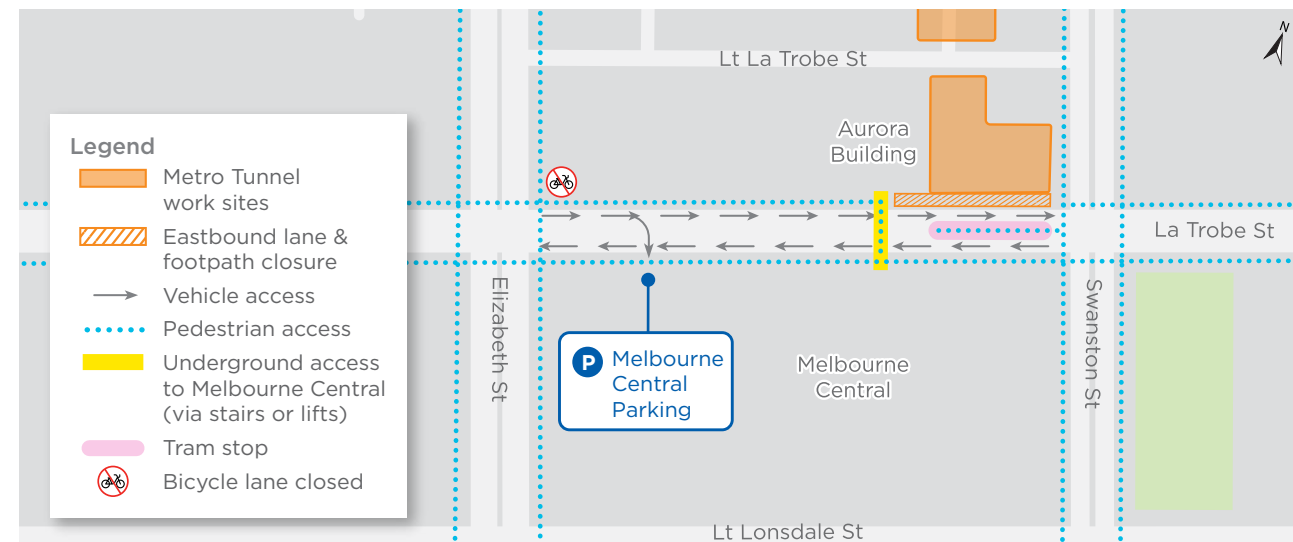 N
Lt La Trobe St
Aurora
Building
Legend
Metro Tunnel
work sites
Eastbound lane &
footpath closure
Vehicle access
Pedestrian access
Underground access
to Melbourne Central
(via stairs or lifts)
Tram stop
Bicycle lane closed
La Trobe St
Elizabeth St
Swanston St
P
Melbourne
Central
Parking
Melbourne
Central
Lt Lonsdale St